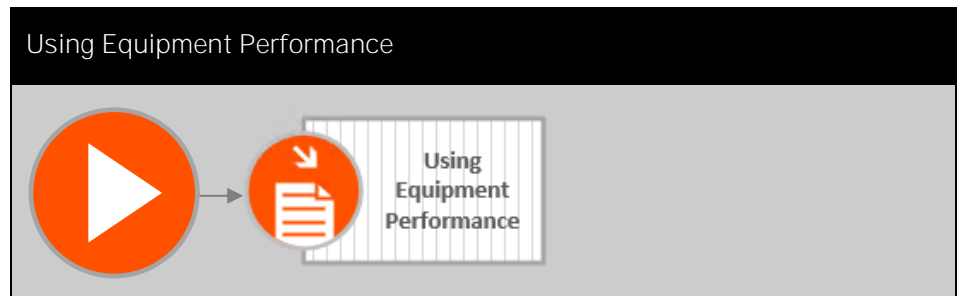 Using Equipment Performance
Using
Equipment
Performance